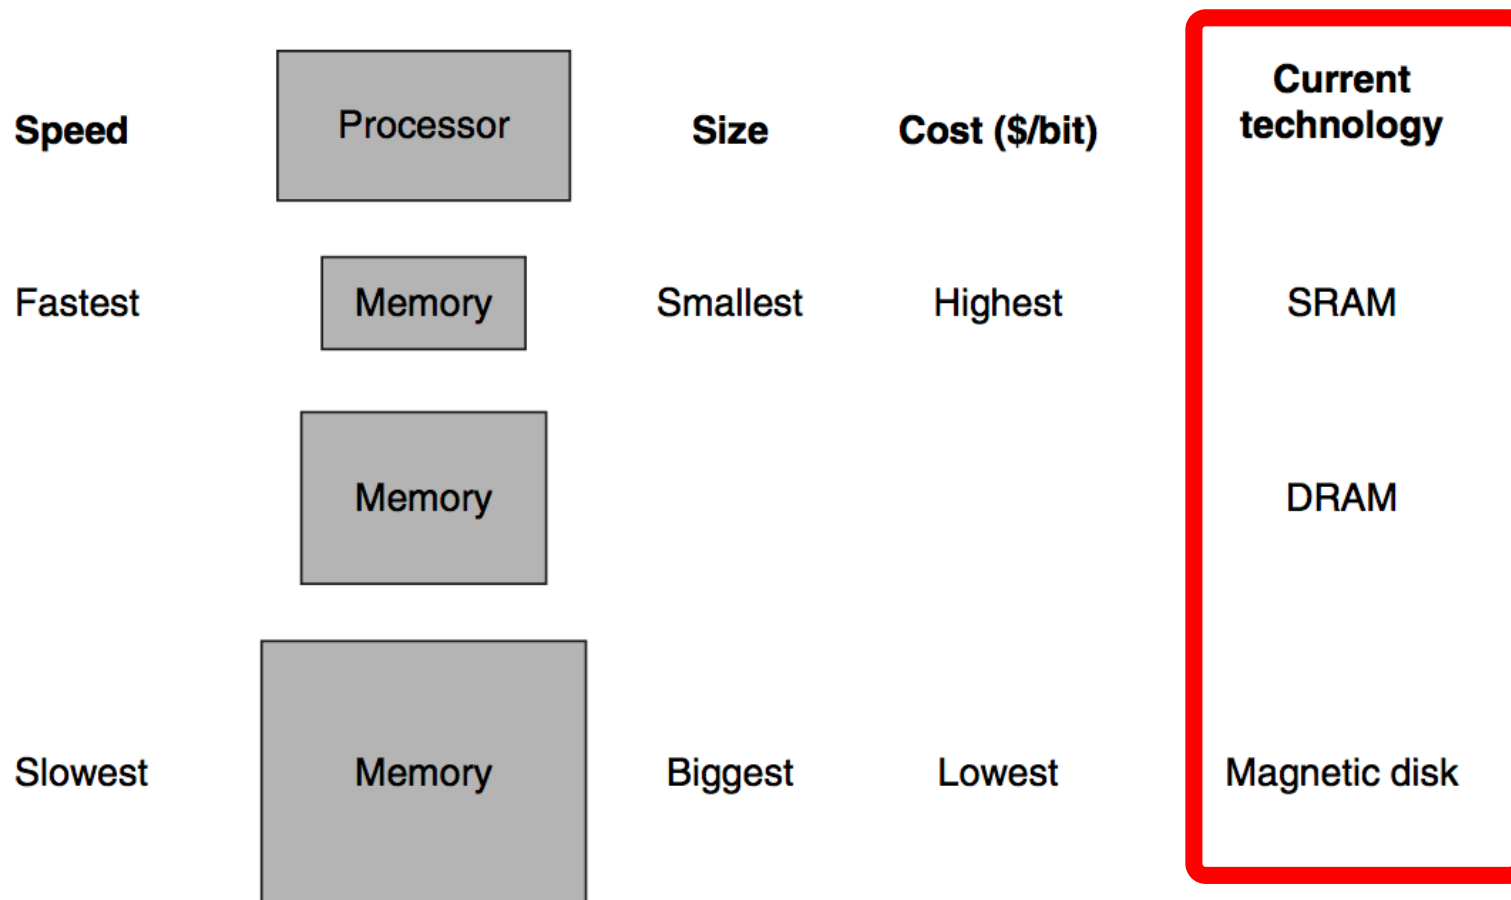 Speed Processor Size Cost ($/bit) Current
technology
Fastest Memory Smallest Highest SRAM
Memory DRAM
Slowest Memory Biggest Lowest Magnetic disk